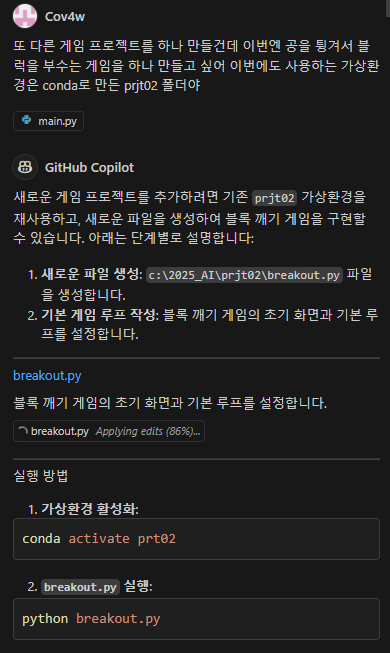 Cov4w
또 다른 게임 프로젝트를 하나 만들건데 이번엔 공을 튕겨서 블
럭을 부수는 게임을 하나 만들고 싶어 이번에도 사용하는 가상환
경은 conda로 만든 prjt02 폴더야
main.py
GitHub Copilot
새로운 게임 프로젝트를 추가하려면 기존 prjt02 가상환경을
재사용하고, 새로운 파일을 생성하여 블록 깨기 게임을 구현할
수 있습니다. 아래는 단계별로 설명합니다:
1. 새로운 파일 생성: c:\2025_AI\prjt02\breakout.py 파일
을 생성합니다.
2. 기본 게임 루프 작성: 블록 깨기 게임의 초기 화면과 기본 루
프를 설정합니다.
breakout.py
블록 깨기 게임의 초기 화면과 기본 루프를 설정합니다.
breakout.py Applying edits (86%)...
실행 방법
1. 가상환경 활성화:
conda activate prt02
2. breakout.py 실행:
python breakout.py